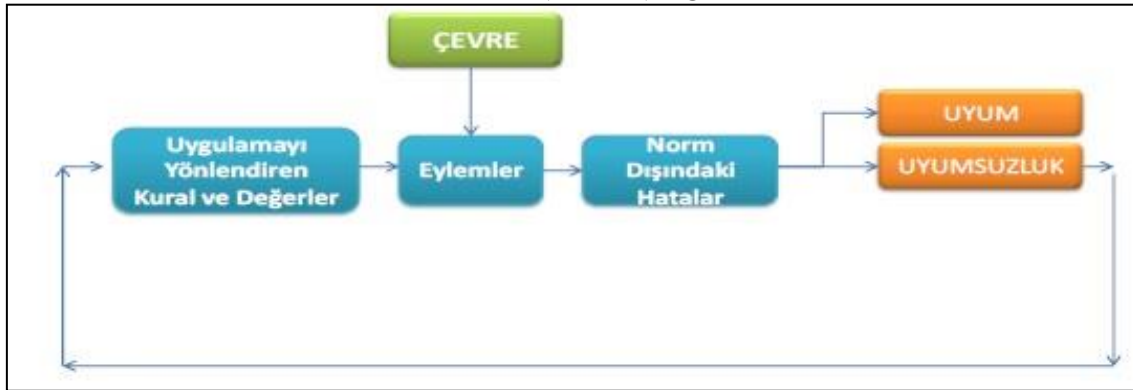 ÇEVRE
Uygulamayı
Yönlendiren
Kural ve Değerler
Eylemler
Norm
Dışındaki
Hatalar
UYUM
UYUMSUZLUK